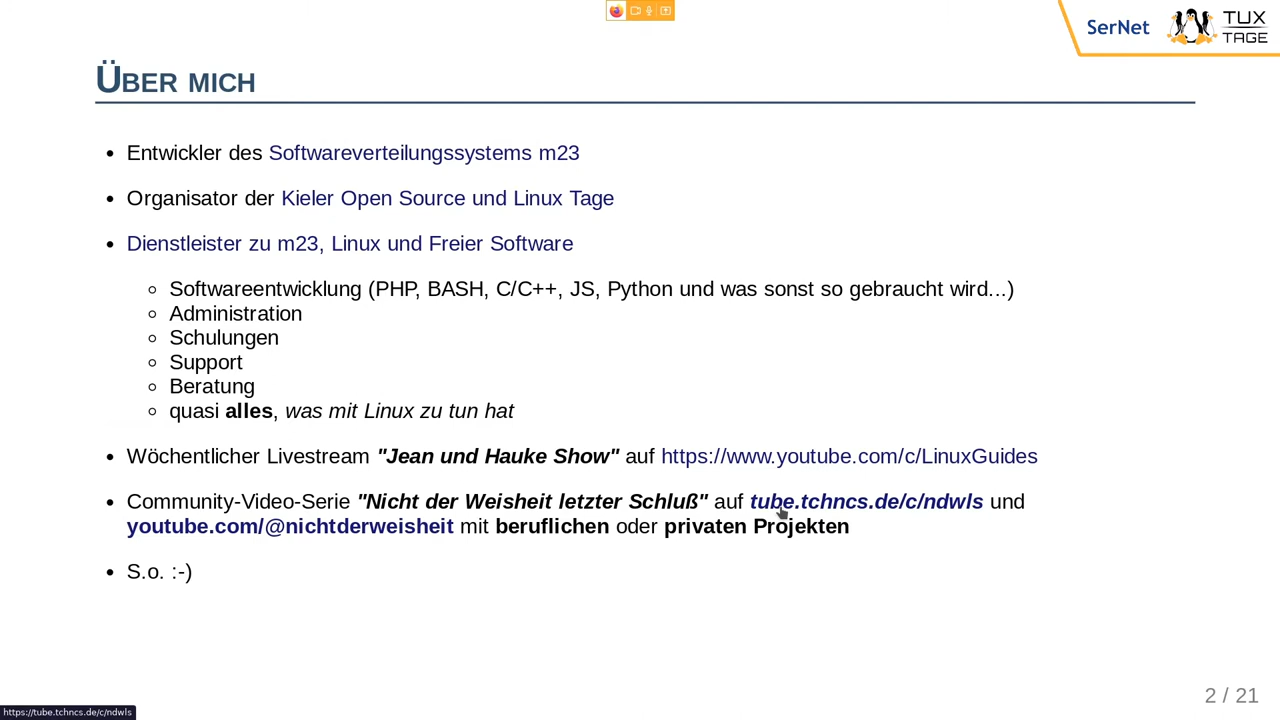 SerNet
TUX
TAGE
ÜBER MICH
• Entwickler des Softwareverteilungssystems m23
• Organisator der Kieler Open Source und Linux Tage
• Dienstleister zu m23, Linux und Freier Software
◦ Softwareentwicklung (PHP, BASH, C/C++, JS, Python und was sonst so gebraucht wird...)
◦ Administration
◦ Schulungen
◦ Support
◦ Beratung
◦ quasi alles, was mit Linux zu tun hat
• Wöchentlicher Livestream "Jean und Hauke Show" auf https://www.youtube.com/c/LinuxGuides
• Community-Video-Serie "Nicht der Weisheit letzter Schluß" auf tube.tchncs.de/c/ndwls und
youtube.com/@nichtderweisheit mit beruflichen oder privaten Projekten
• S.o. :-)
2 / 21
https://tube.tchncs.de/c/ndwls